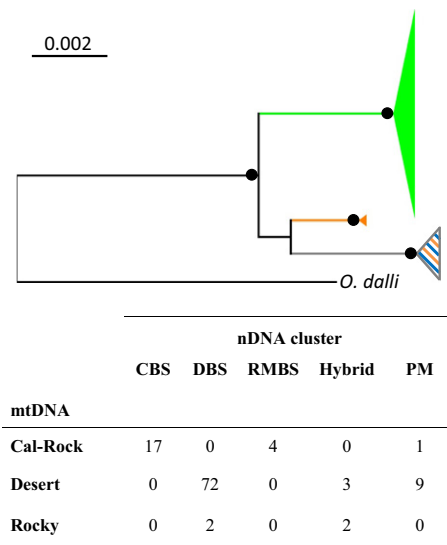 0.002
O. dalli
nDNA cluster
CBS DBS RMBS Hybrid PM
mtDNA
Cal-Rock 17 0 4 0 1
Desert 0 72 0 3 9
Rocky 0 2 0 2 0